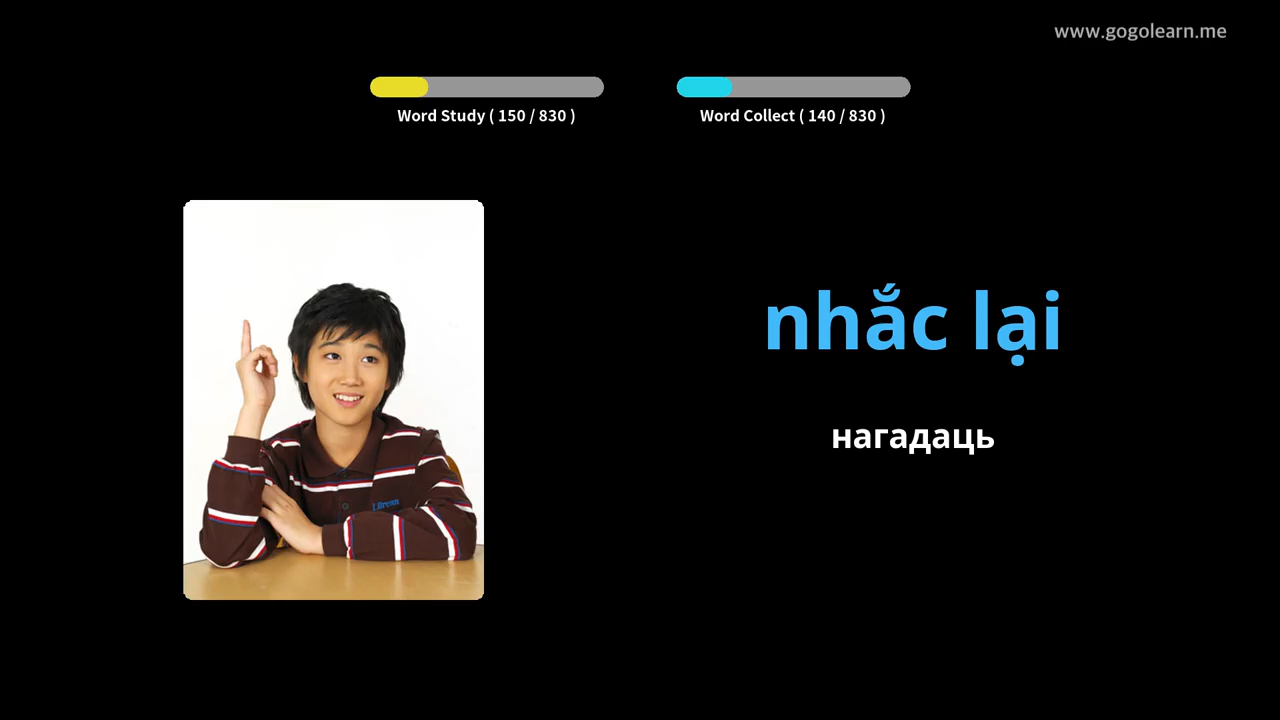 www.gogolearn.me
Word Study ( 150 / 830 )
Word Collect ( 140 / 830 )
nhắc lại
нагадаць